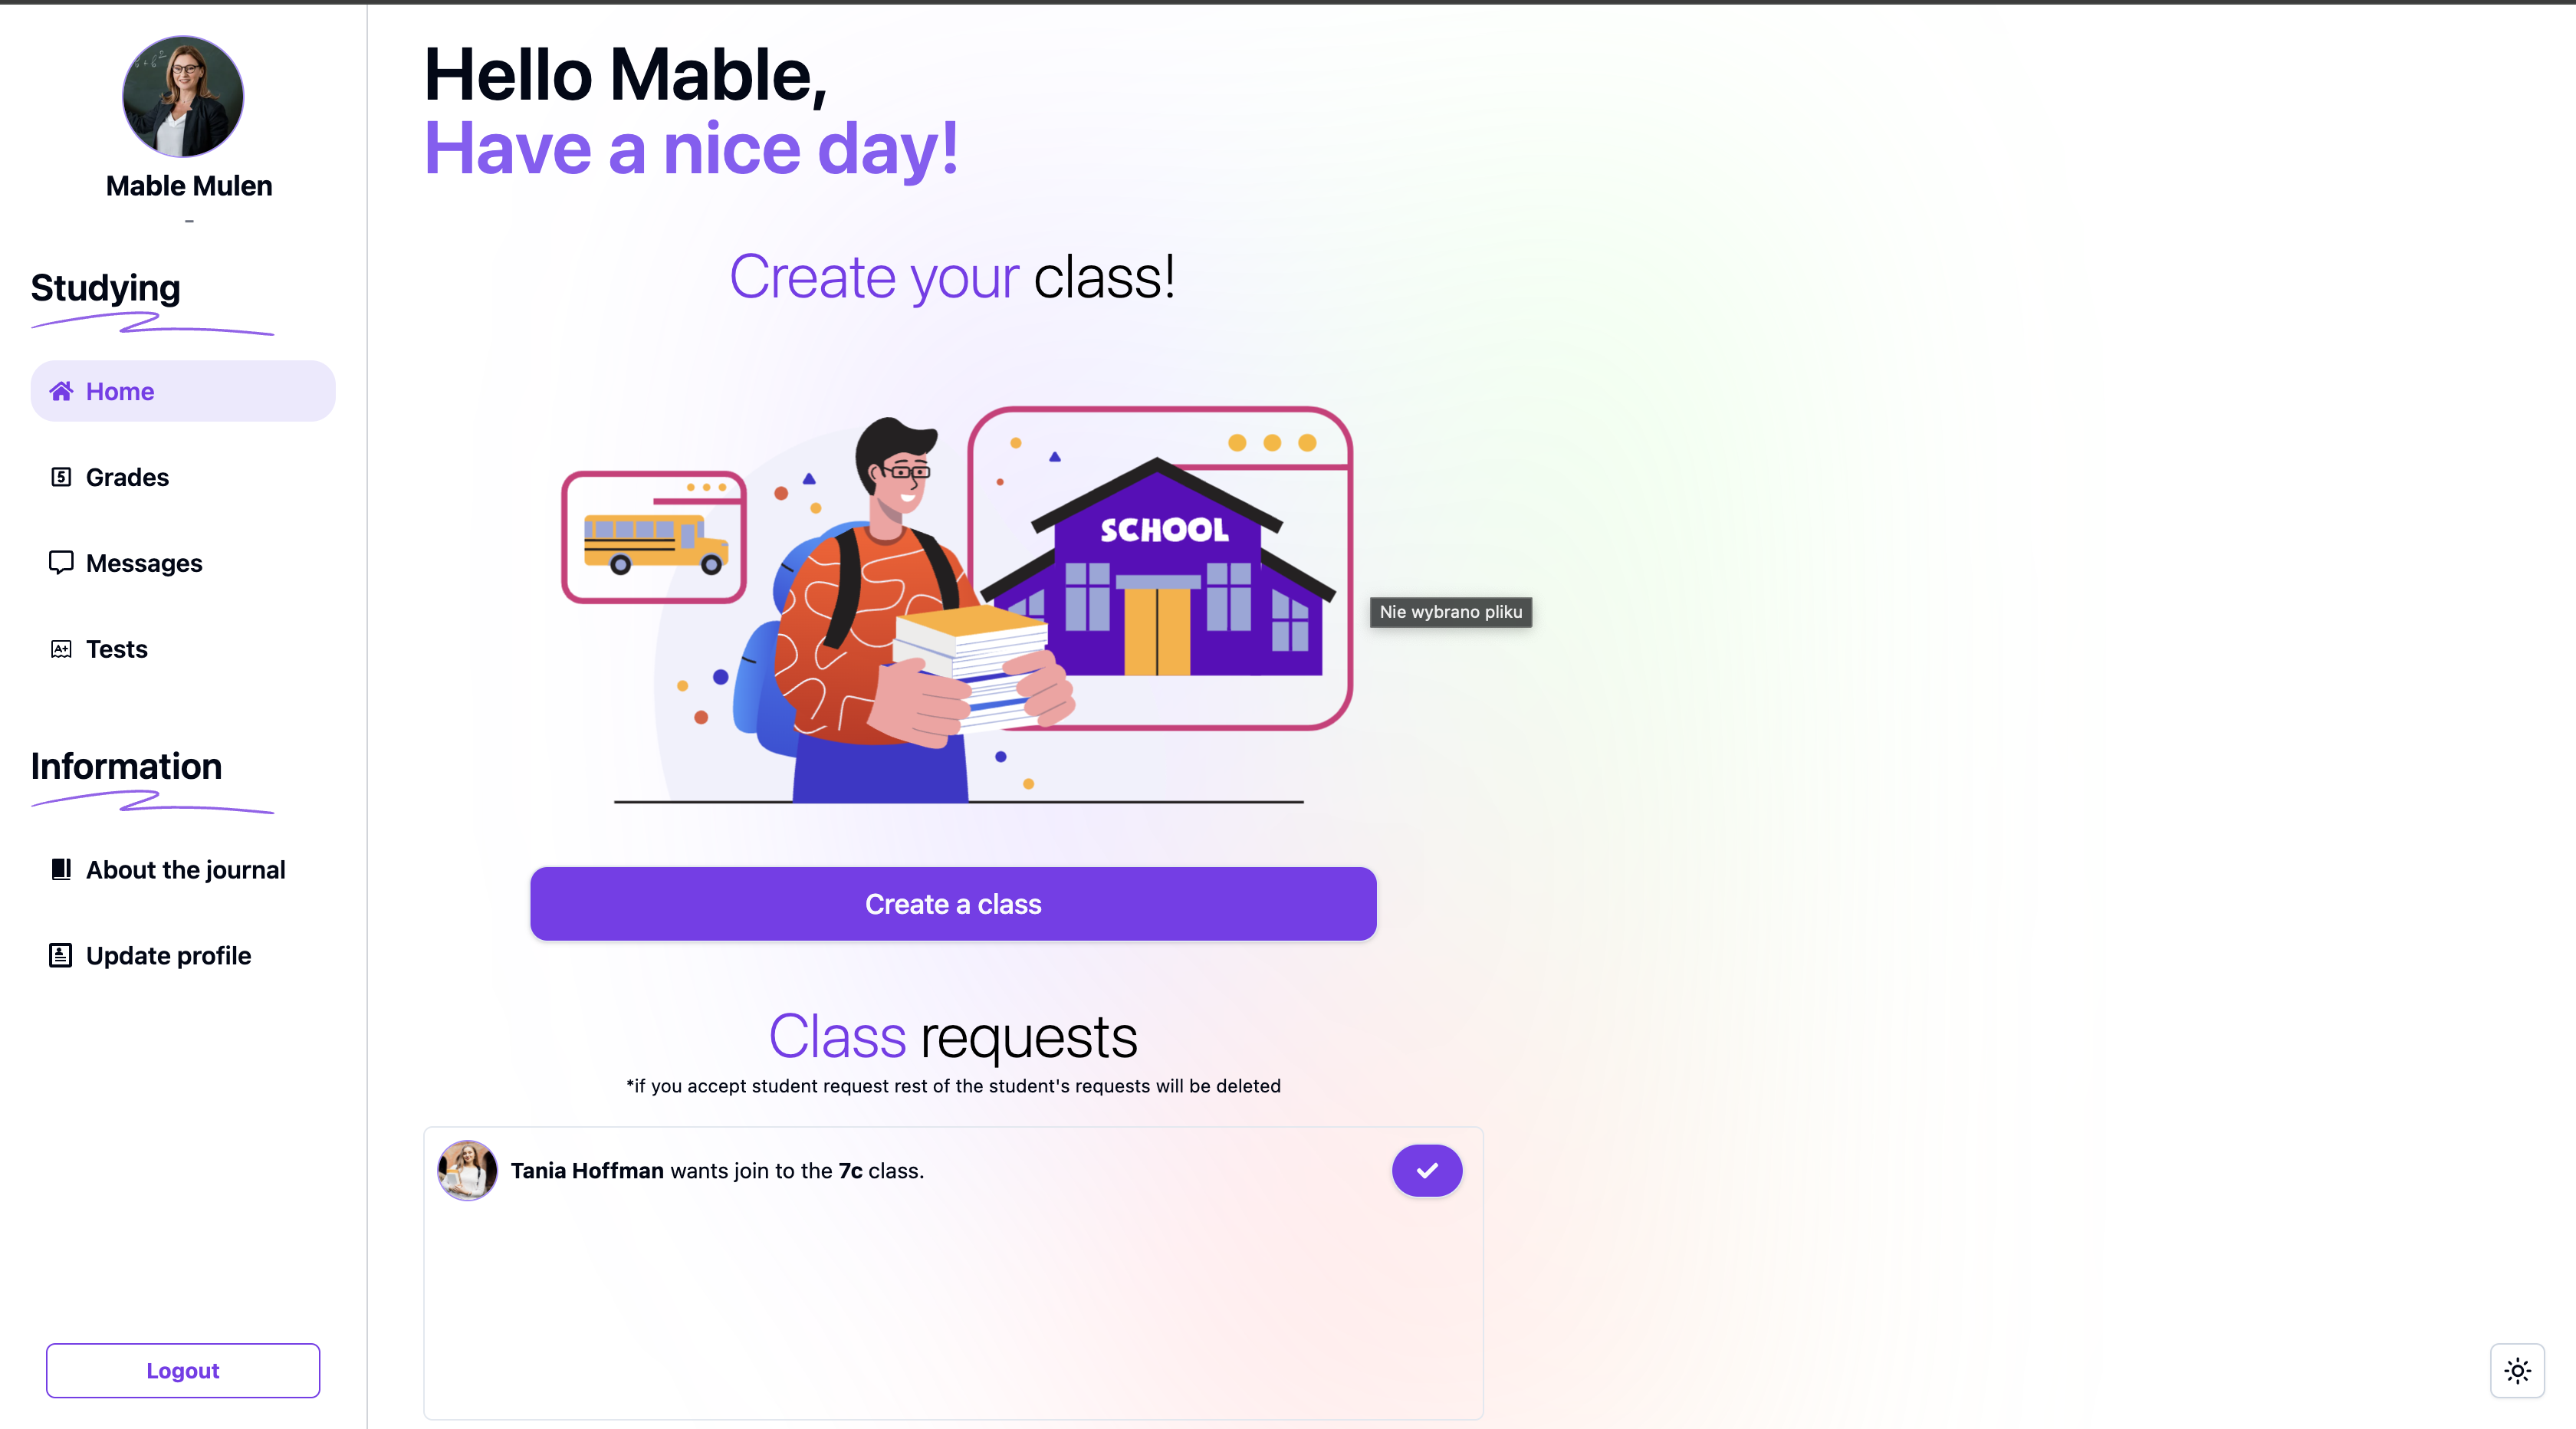 Mable Mulen
-
Studying
Home
Grades
Messages
Tests
Information
About the journal
Update profile
Logout
Hello Mable,
Have a nice day!
Create your class!
SCHOOL
Nie wybrano pliku
Create a class
Class requests
*if you accept student request rest of the student's requests will be deleted
Tania Hoffman wants join to the 7c class.